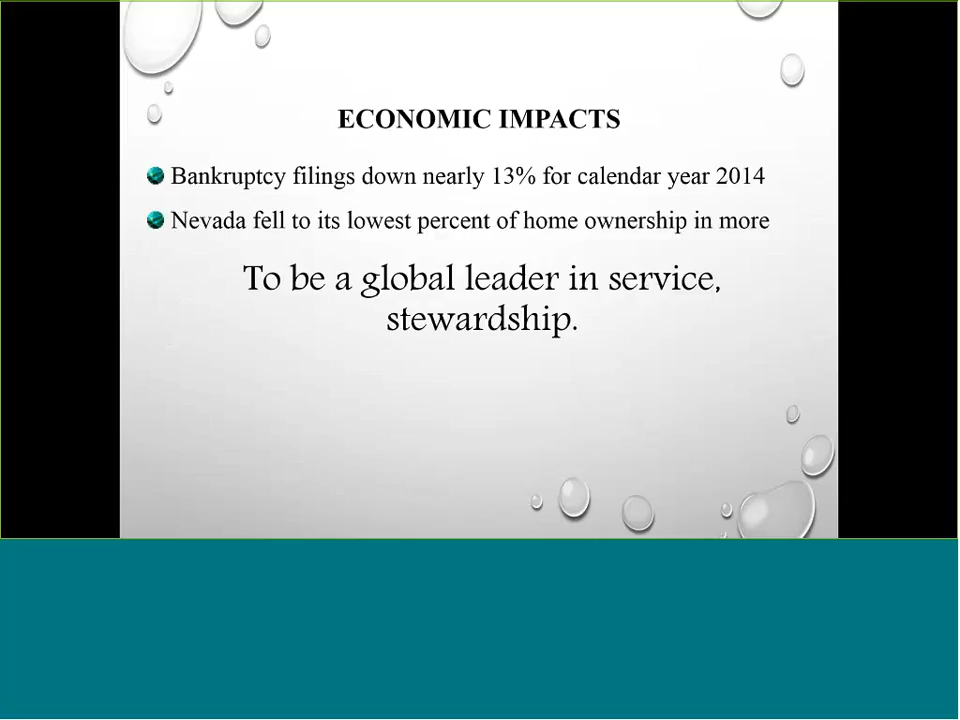 ECONOMIC IMPACTS
Bankruptcy filings down nearly 13% for calendar year 2014
Nevada fell to its lowest percent of home ownership in more
To be a global leader in service,
stewardship.